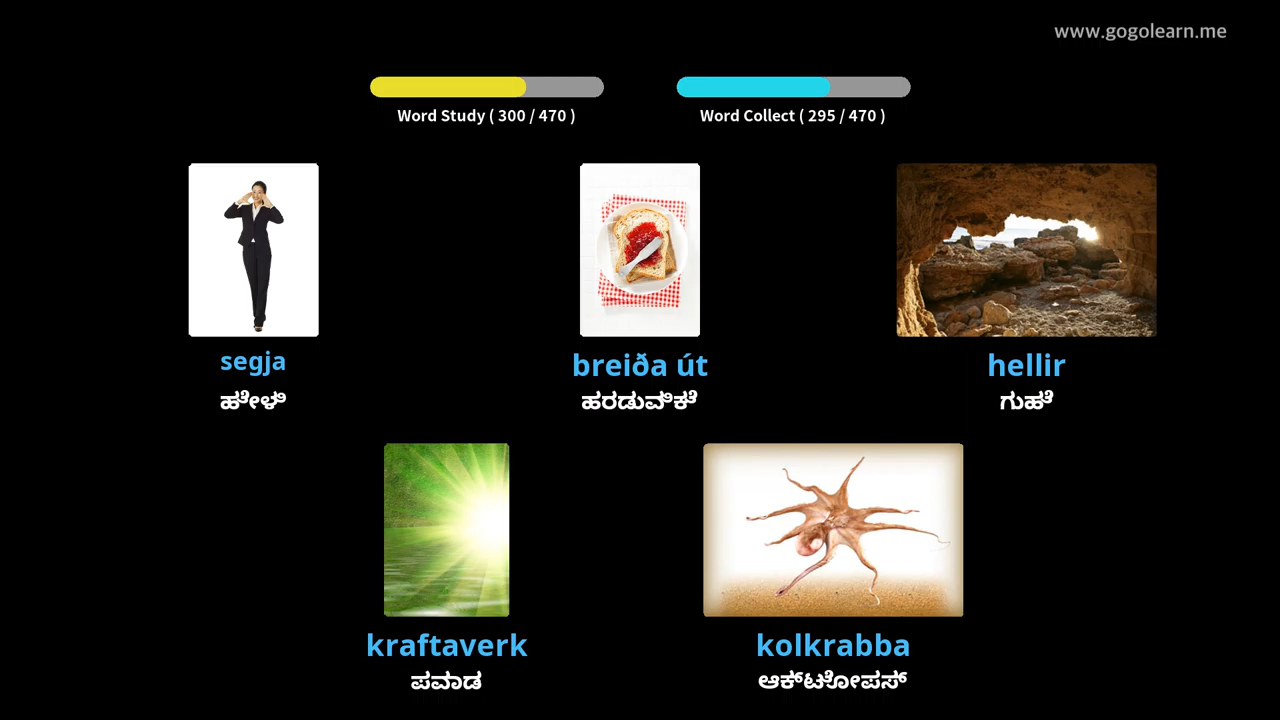 www.gogolearn.me
Word Study ( 300 / 470 )
Word Collect ( 295 / 470 )
segja
ಹೇಳಿ
breiða út
ಹರಡುವಿಕೆ
hellir
ಗುಹೆ
kraftaverk
ಪವಾಡ
kolkrabba
ಆಕ್ಟೋಪಸ್